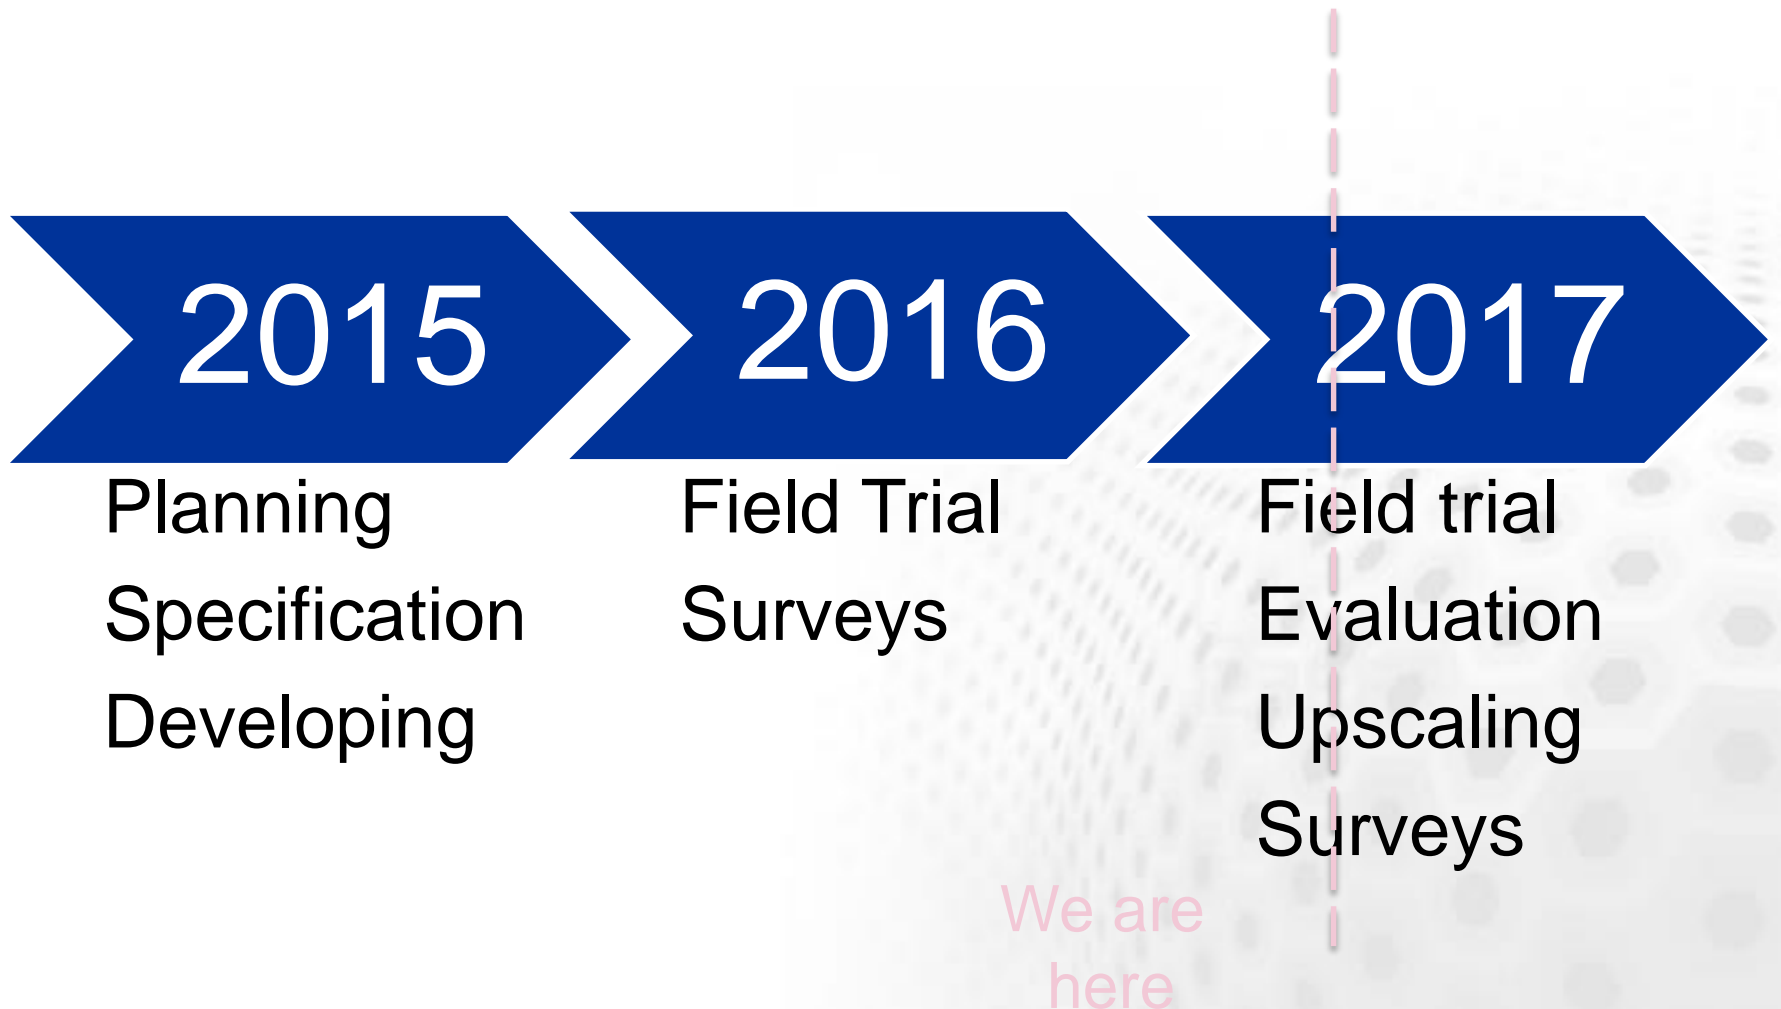 2015
Planning
Specification
Developing
2016
Field Trial
Surveys
2017
Field trial
Evaluation
Upscaling
Surveys
We are
here